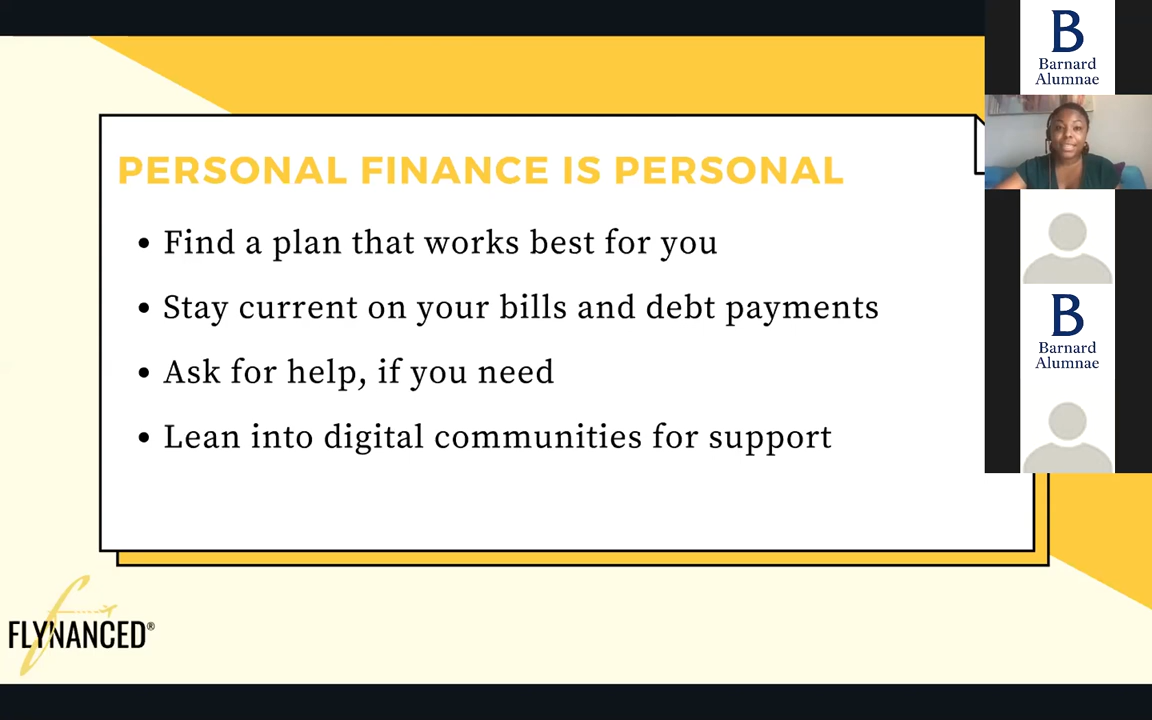 PERSONAL FINANCE IS PERSONAL
• Find a plan that works best for you
• Stay current on your bills and debt payments
• Ask for help, if you need
• Lean into digital communities for support
FLYNANCED®
B
Barnard
Alumnae
B
Barnard
Alumnae